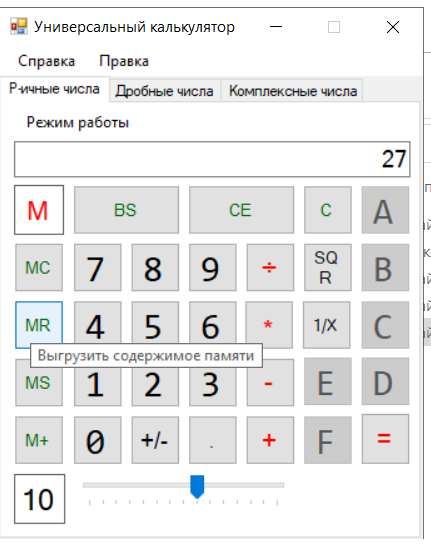 Универсальный калькулятор
Справка Правка
P-ичные числа Дробные числа Комплексные числа
Режим работы
27
M BS CE C A
MC 7 8 9 ÷ SQ R B
MR 4 5 6 * 1/X C
Выгрузить содержимое памяти
MS 1 2 3 - E D
M+ 0 +/- . + F =
10